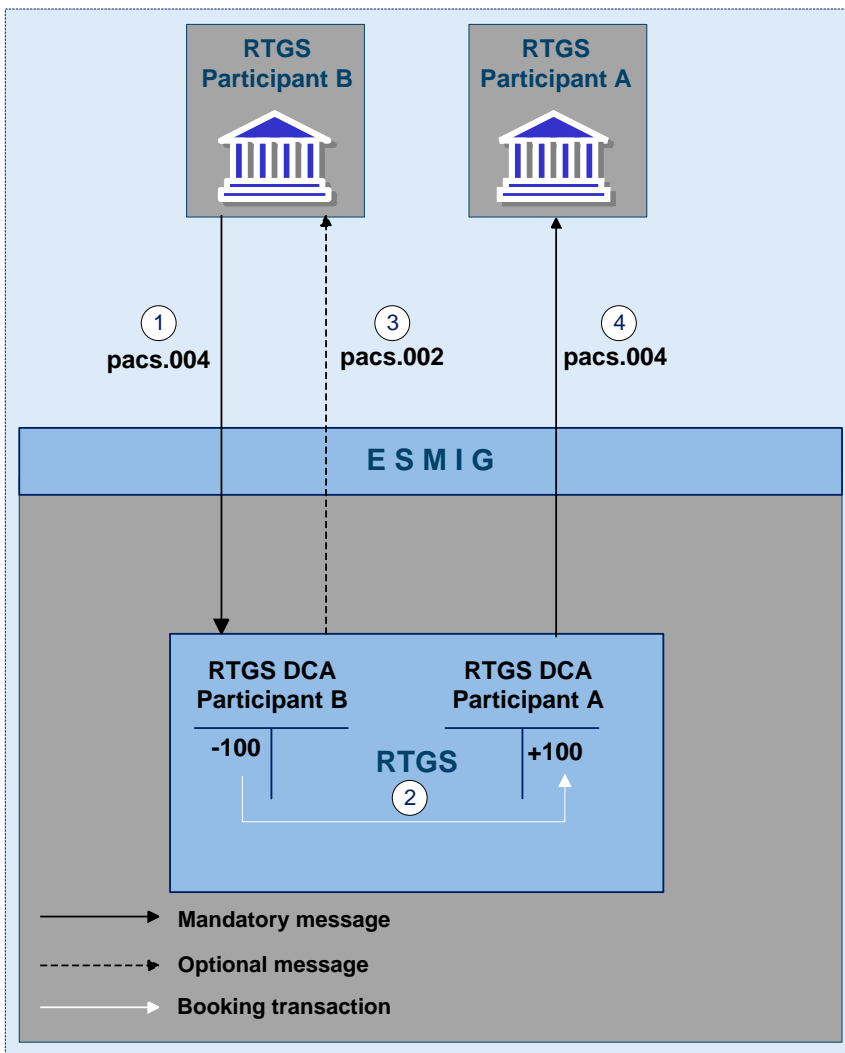 RTGS
Participant B
RTGS
Participant A
1
pacs.004
3
pacs.002
4
pacs.004
E S M I G
RTGS DCA
Participant B
RTGS DCA
Participant A
-100
+100
RTGS
2
Mandatory message
Optional message
Booking transaction